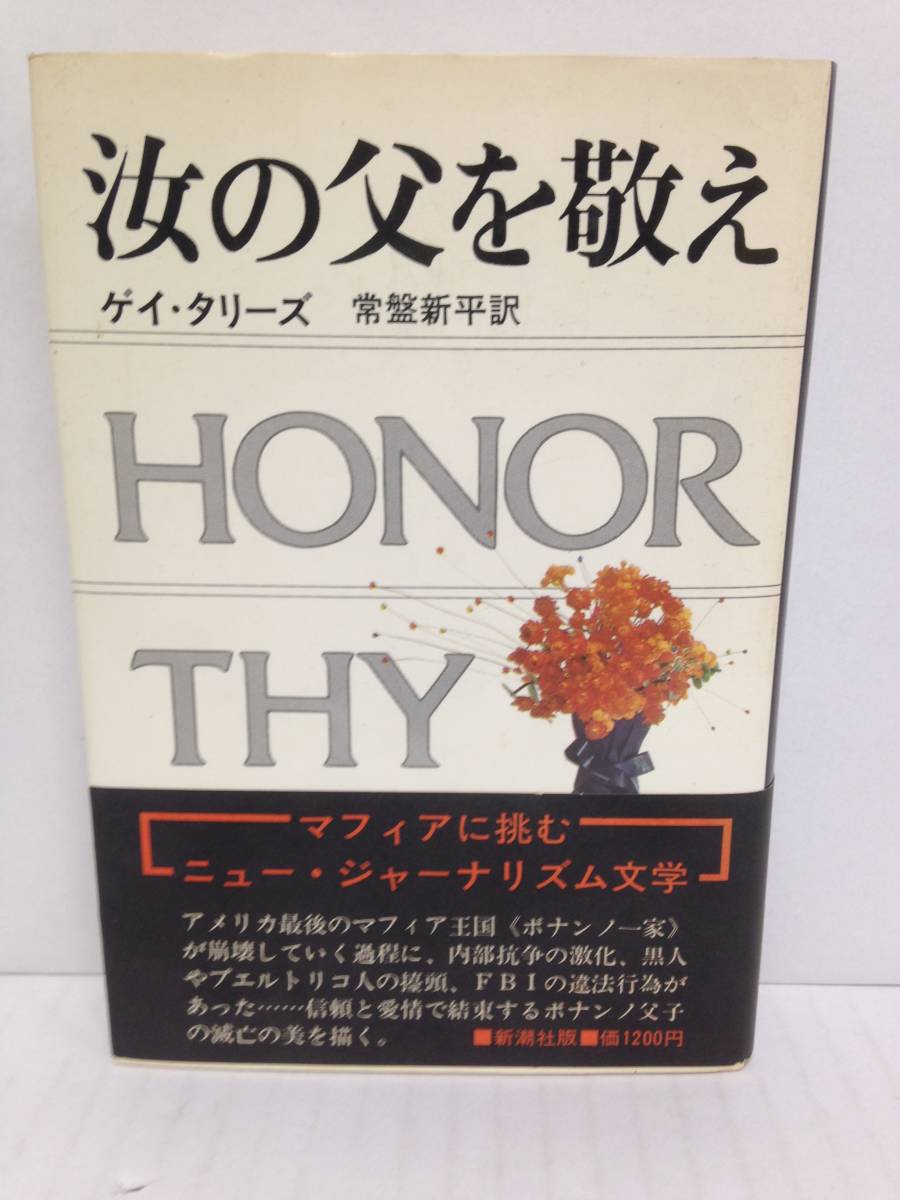 汝の父を敬え
ゲイ・タリーズ 常盤新平訳
HONOR
THY
マフィアに挑む
ニュー・ジャーナリズム文学
アメリカ最後のマフィア王国《ボナンノ一家》
が崩壊していく過程に、内部抗争の激化、黒人
やプエルトリコ人の擡頭、FBIの違法行為が
あった……信頼と愛情で結束するボナンノ父子
の滅亡の美を描く。 ■新潮社版■価1200円